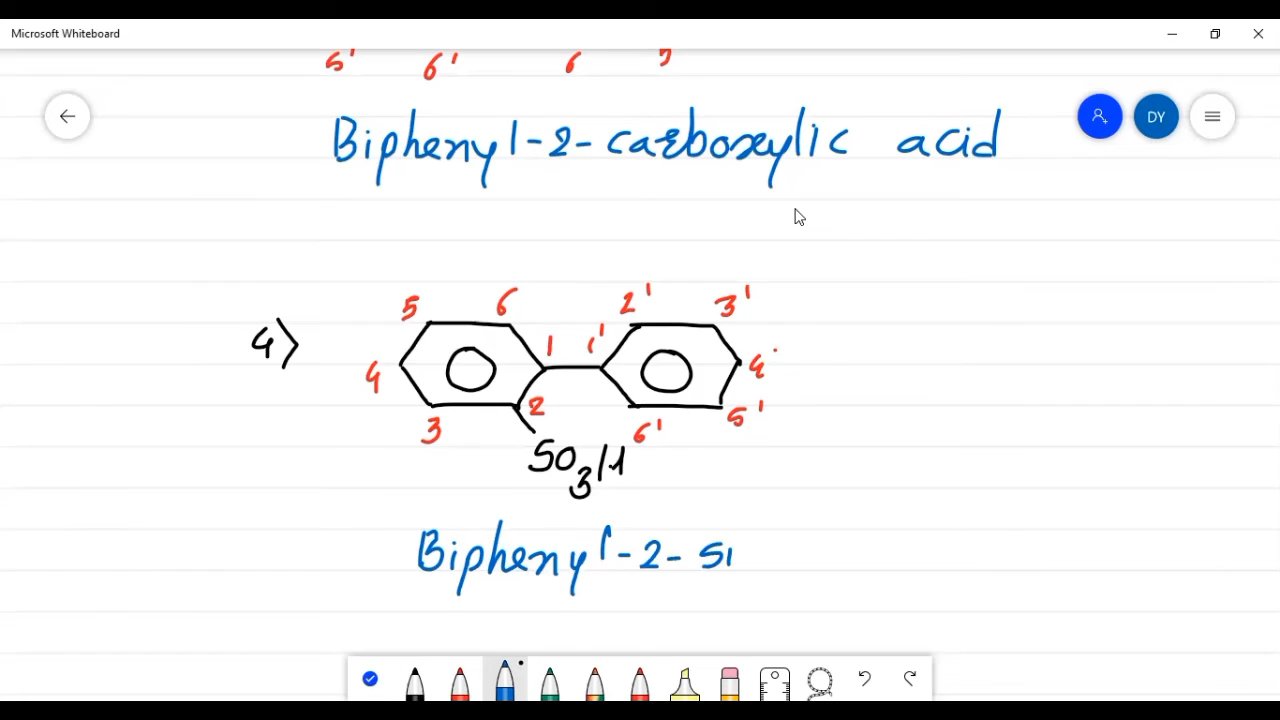 Microsoft Whiteboard
5' 6' 6 5
DY
Biphenyl-2-carboxylic acid
5 6 2' 3'
4) 4 1 1' 4'
3 2 6' 5'
SO3H
Biphenyl-2-su